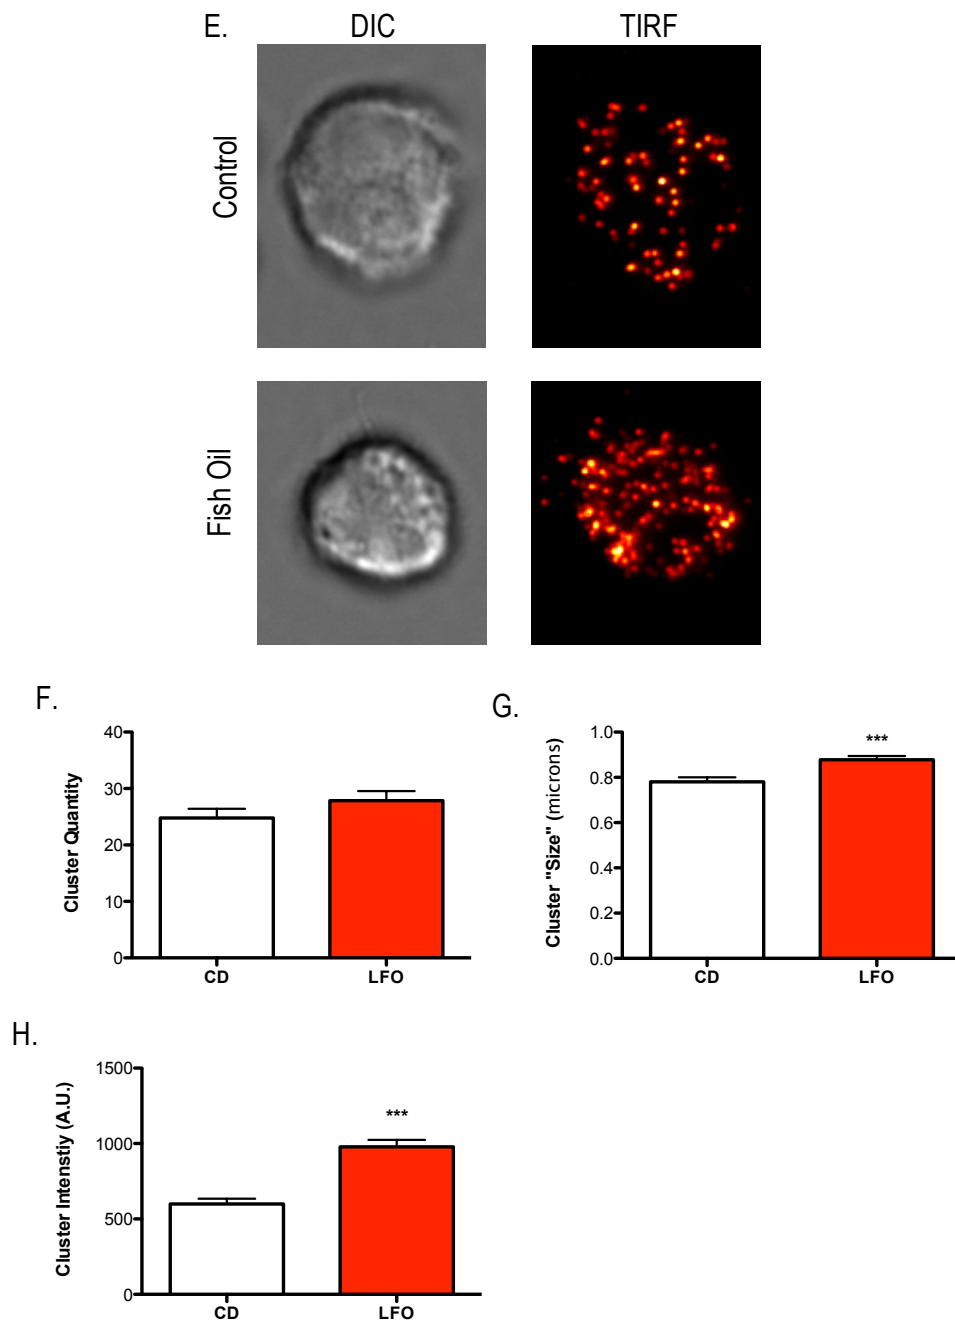 E.
DIC
TIRF
Control
Fish Oil
F.
Cluster Quantity
40
30
20
10
0
CD
LFO
G.
Cluster "Size" (microns)
1.0
0.8
0.6
0.4
0.2
0.0
***
CD
LFO
H.
Cluster Intenstiy (A.U.)
1500
1000
500
0
***
CD
LFO